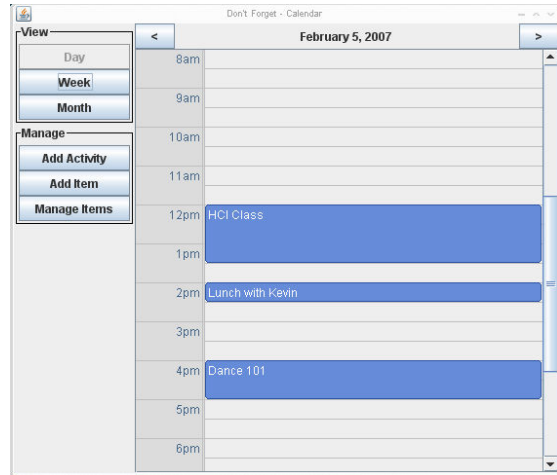 Don't Forget - Calendar
View
Day
Week
Month
Manage
Add Activity
Add Item
Manage Items
< February 5, 2007 >
8am
9am
10am
11am
12pm HCI Class
1pm
2pm Lunch with Kevin
3pm
4pm Dance 101
5pm
6pm